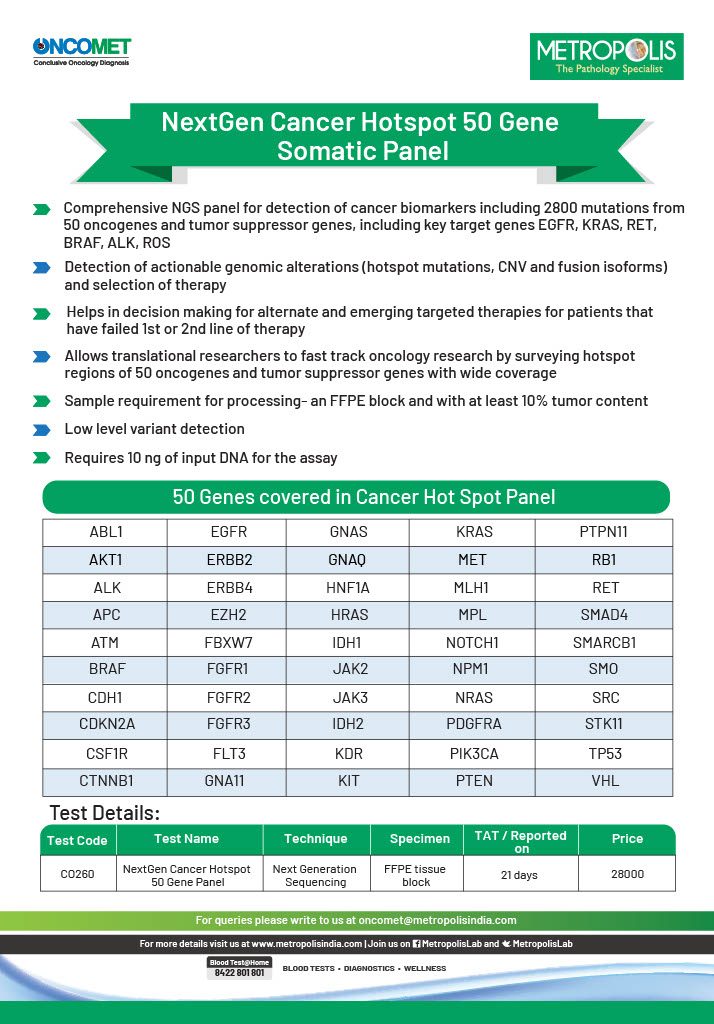 ONCOMET
Conclusive Oncology Diagnosis
METROPOLIS
The Pathology Specialist
NextGen Cancer Hotspot 50 Gene
Somatic Panel
Comprehensive NGS panel for detection of cancer biomarkers including 2800 mutations from
50 oncogenes and tumor suppressor genes, including key target genes EGFR, KRAS, RET,
BRAF, ALK, ROS
Detection of actionable genomic alterations (hotspot mutations, CNV and fusion isoforms)
and selection of therapy
Helps in decision making for alternate and emerging targeted therapies for patients that
have failed 1st or 2nd line of therapy
Allows translational researchers to fast track oncology research by surveying hotspot
regions of 50 oncogenes and tumor suppressor genes with wide coverage
Sample requirement for processing- an FFPE block and with at least 10% tumor content
Low level variant detection
Requires 10 ng of input DNA for the assay
50 Genes covered in Cancer Hot Spot Panel
ABL1 EGFR GNAS KRAS PTPN11
AKT1 ERBB2 GNAQ MET RB1
ALK ERBB4 HNF1A MLH1 RET
APC EZH2 HRAS MPL SMAD4
ATM FBXW7 IDH1 NOTCH1 SMARCB1
BRAF FGFR1 JAK2 NPM1 SMO
CDH1 FGFR2 JAK3 NRAS SRC
CDKN2A FGFR3 IDH2 PDGFRA STK11
CSF1R FLT3 KDR PIK3CA TP53
CTNNB1 GNA11 KIT PTEN VHL
Test Details:
Test Code Test Name Technique Specimen TAT / Reported
on Price
CO260 NextGen Cancer Hotspot
50 Gene Panel Next Generation
Sequencing FFPE tissue
block 21 days 28000
For queries please write to us at oncomet@metropolisindia.com
For more details visit us at www.metropolisindia.com | Join us on MetropolisLab and MetropolisLab
Blood Test@Home
8422 801 801
BLOOD TESTS • DIAGNOSTICS • WELLNESS